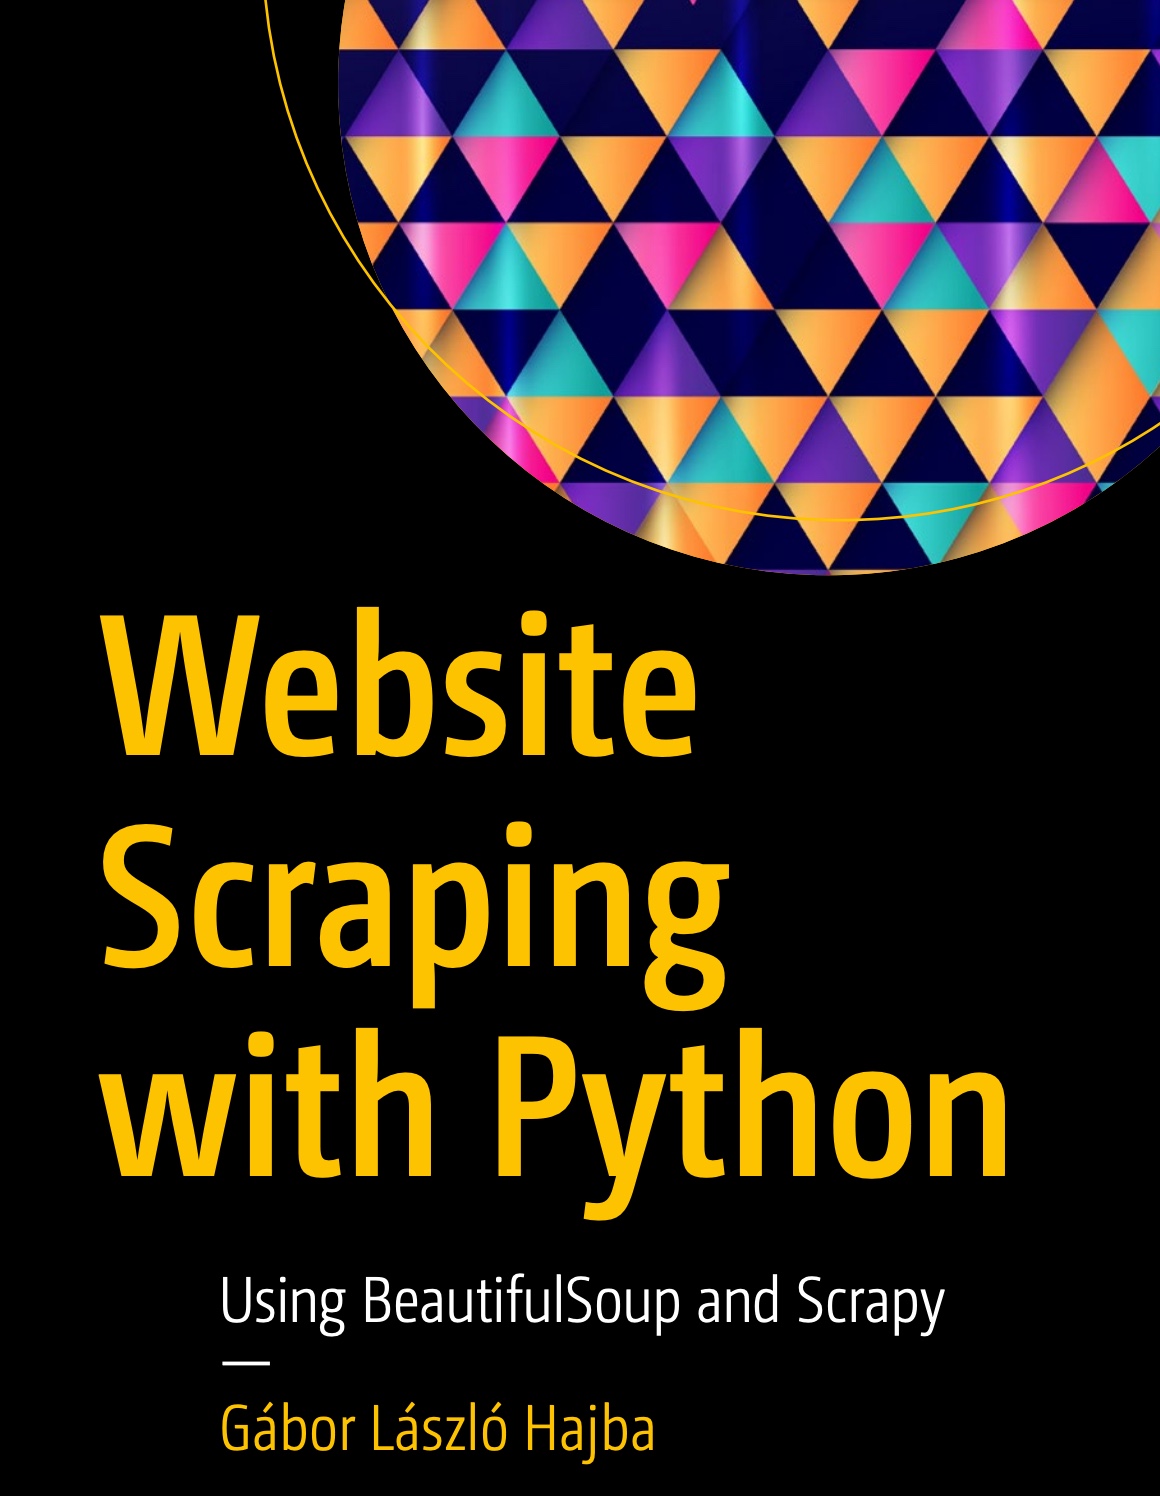 Website
Scraping
with Python
Using BeautifulSoup and Scrapy
—
Gábor László Hajba